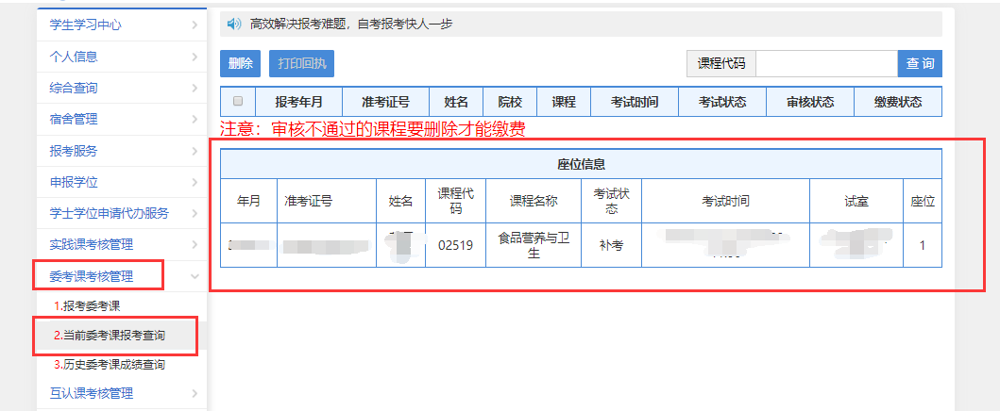 高效解决报考难题，自考报考快人一步
学生学习中心
个人信息
综合查询
宿舍管理
报考服务
申报学位
学士学位申请代办服务
实践课考核管理
委考课考核管理
1.报考委考课
2.当前委考课报考查询
3.历史委考课成绩查询
互认课考核管理
删除 打印回执 课程代码 查 询
报考年月 准考证号 姓名 院校 课程 考试时间 考试状态 审核状态 缴费状态
注意：审核不通过的课程要删除才能缴费
座位信息
年月 准考证号 姓名 课程代码 课程名称 考试状态 考试时间 试室 座位
02519 食品营养与卫生 补考 1